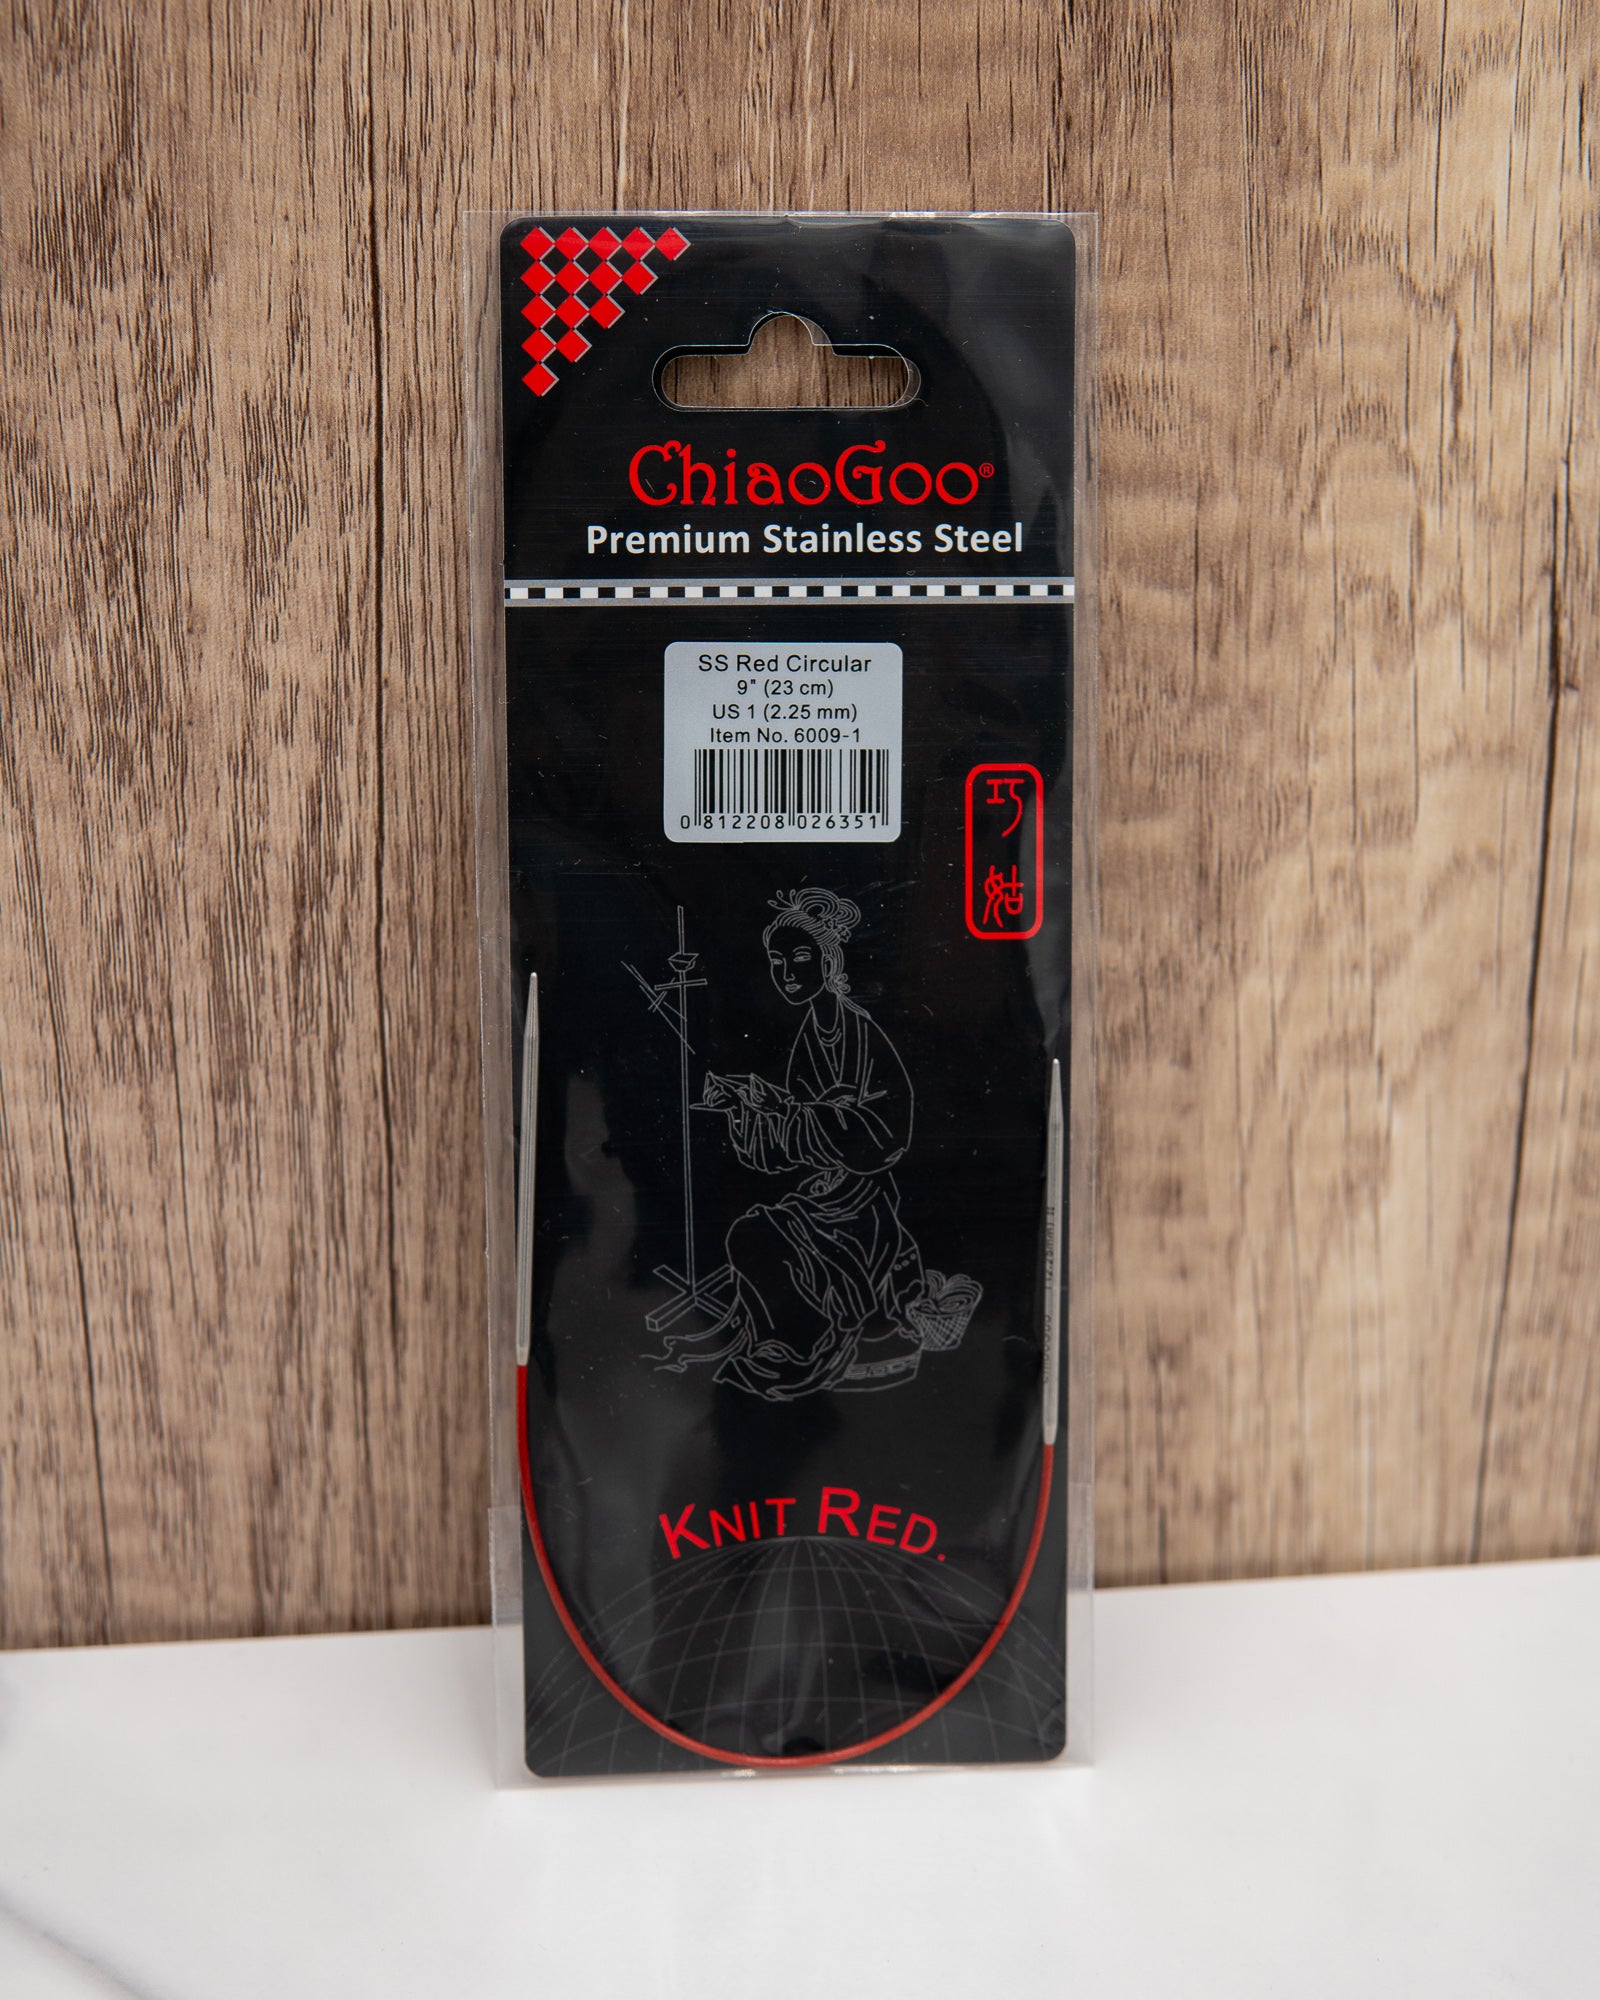 ChiaoGoo®
Premium Stainless Steel
SS Red Circular
9" (23 cm)
US 1 (2.25 mm)
Item No. 6009-1
0 812208 026351
巧
姑
KNIT RED.